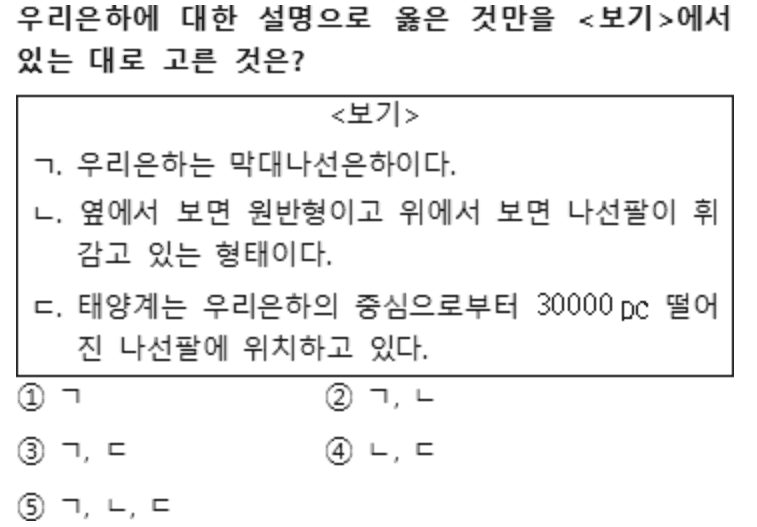 우리은하에 대한 설명으로 옳은 것만을 <보기>에서
있는 대로 고른 것은?
<보기>
ㄱ. 우리은하는 막대나선은하이다.
ㄴ. 옆에서 보면 원반형이고 위에서 보면 나선팔이 휘
감고 있는 형태이다.
ㄷ. 태양계는 우리은하의 중심으로부터 30000 pc 떨어
진 나선팔에 위치하고 있다.
① ㄱ ② ㄱ, ㄴ
③ ㄱ, ㄷ ④ ㄴ, ㄷ
⑤ ㄱ, ㄴ, ㄷ